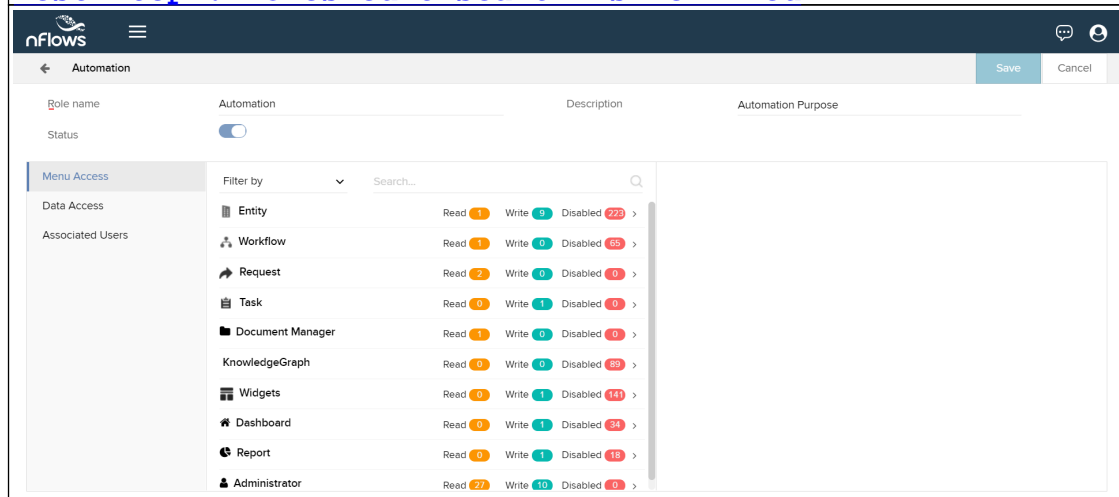 nFlows
Automation
Save
Cancel
Role name
Automation
Description
Automation Purpose
Status
Menu Access
Data Access
Associated Users
Filter by
Search...
Entity Read 1 Write 9 Disabled 223
Workflow Read 1 Write 0 Disabled 65
Request Read 2 Write 0 Disabled 0
Task Read 0 Write 1 Disabled 0
Document Manager Read 1 Write 0 Disabled 0
KnowledgeGraph Read 0 Write 0 Disabled 89
Widgets Read 0 Write 1 Disabled 141
Dashboard Read 0 Write 1 Disabled 34
Report Read 0 Write 1 Disabled 18
Administrator Read 27 Write 10 Disabled 0